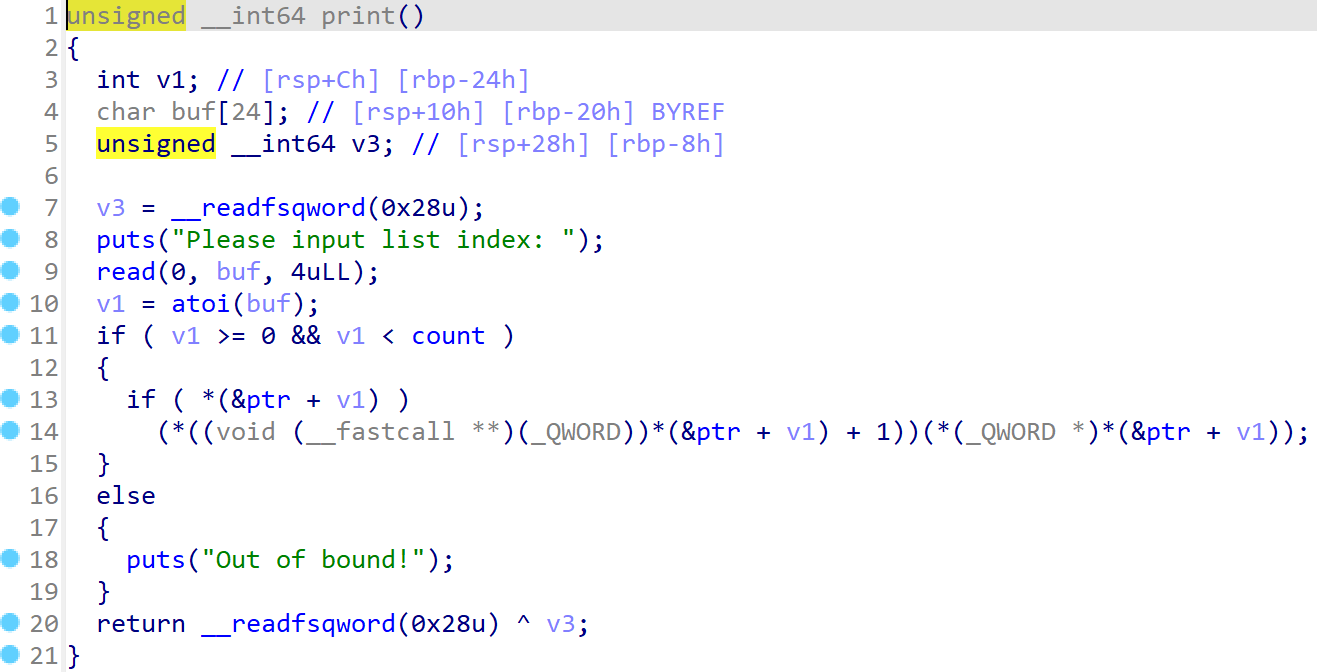 1 unsigned __int64 print()
2 {
3   int v1; // [rsp+Ch] [rbp-24h]
4   char buf[24]; // [rsp+10h] [rbp-20h] BYREF
5   unsigned __int64 v3; // [rsp+28h] [rbp-8h]
6
7   v3 = __readfsqword(0x28u);
8   puts("Please input list index: ");
9   read(0, buf, 4uLL);
10   v1 = atoi(buf);
11   if ( v1 >= 0 && v1 < count )
12   {
13     if ( *(&ptr + v1) )
14       (*((void (__fastcall **)(_QWORD))*(&ptr + v1) + 1))(*(_QWORD *)*(&ptr + v1));
15   }
16   else
17   {
18     puts("Out of bound!");
19   }
20   return __readfsqword(0x28u) ^ v3;
21 }